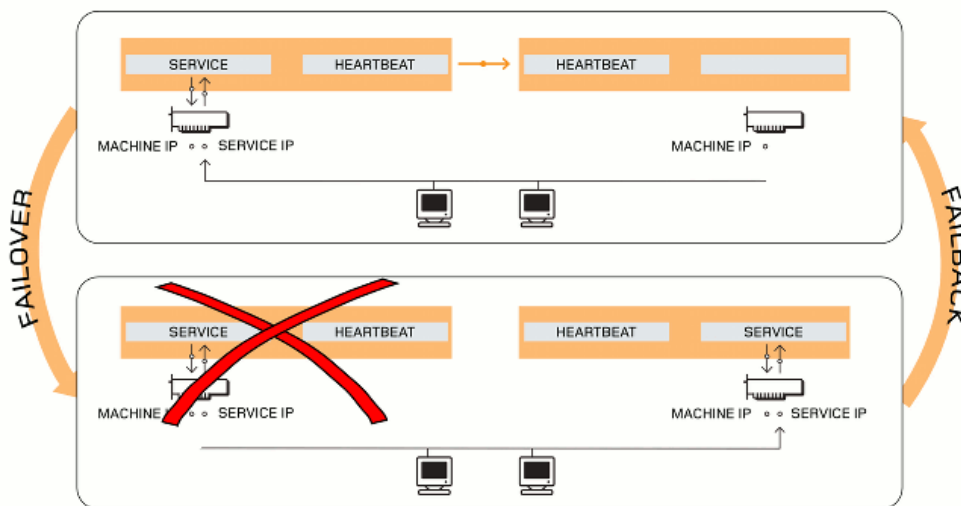 SERVICE HEARTBEAT HEARTBEAT
MACHINE IP SERVICE IP MACHINE IP
FAILOVER
FAILBACK
SERVICE HEARTBEAT HEARTBEAT SERVICE
MACHINE IP SERVICE IP MACHINE IP SERVICE IP